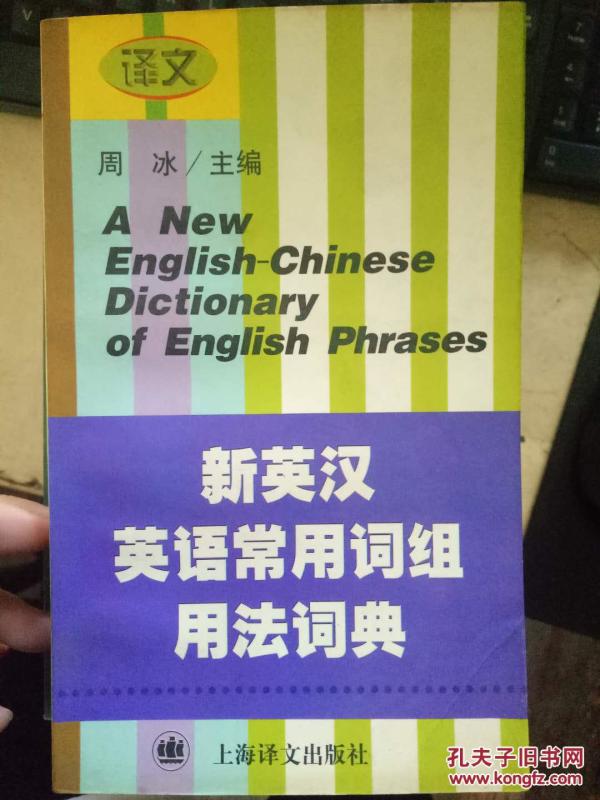 译文
周 冰/主编
A New
English-Chinese
Dictionary
of English Phrases
新英汉
英语常用词组
用法词典
上海译文出版社
孔夫子旧书网
www.kongfz.com